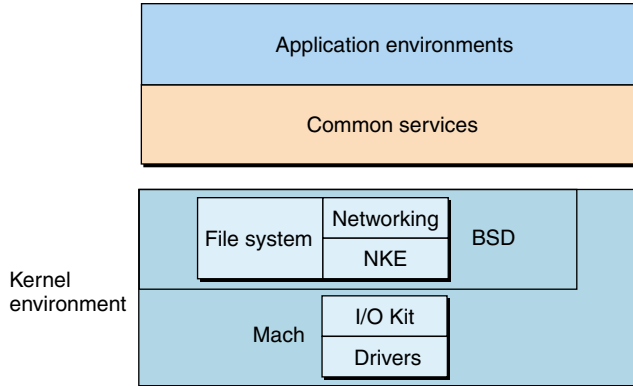 Application environments
Common services
File system
Networking
NKE
BSD
Kernel
environment
Mach
I/O Kit
Drivers